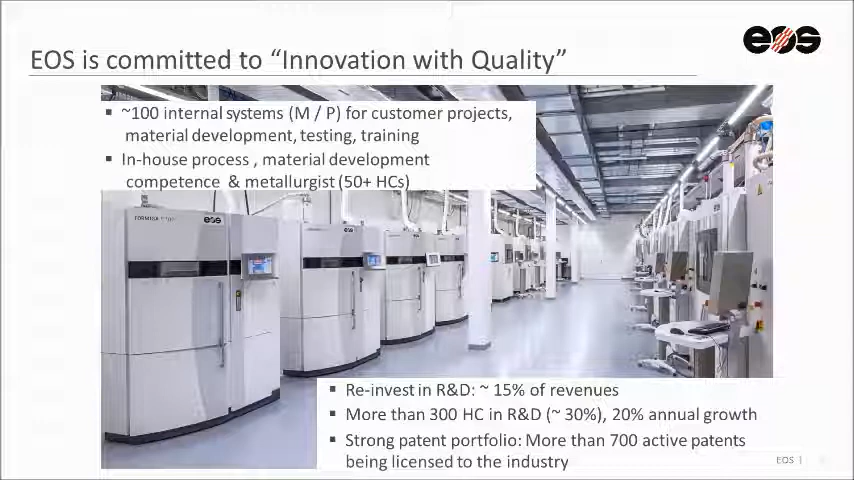 eos
EOS is committed to “Innovation with Quality”
▪ ~100 internal systems (M / P) for customer projects,
material development, testing, training
▪ In-house process , material development
competence & metallurgist (50+ HCs)
FORMIGA
eos
▪ Re-invest in R&D: ~ 15% of revenues
▪ More than 300 HC in R&D (~ 30%), 20% annual growth
▪ Strong patent portfolio: More than 700 active patents
being licensed to the industry
EOS |